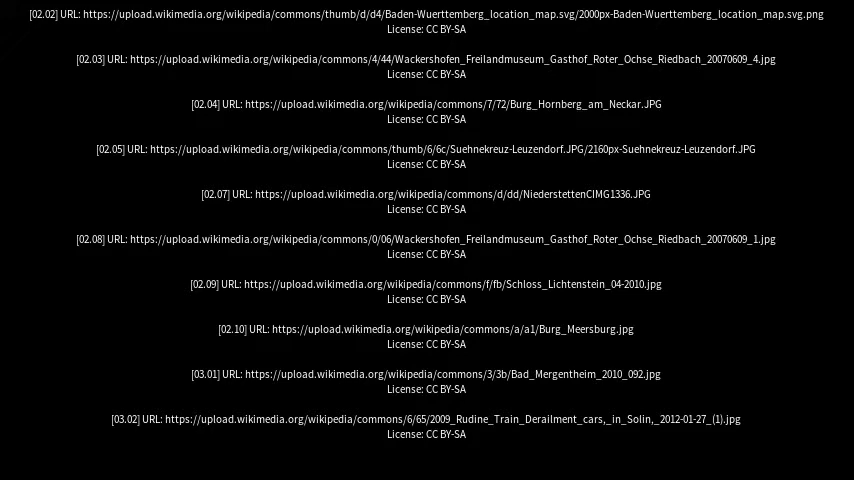 [02.02] URL: https://upload.wikimedia.org/wikipedia/commons/thumb/d/d4/Baden-Wuerttemberg_location_map.svg/2000px-Baden-Wuerttemberg_location_map.svg.png
License: CC BY-SA
[02.03] URL: https://upload.wikimedia.org/wikipedia/commons/4/44/Wackershofen_Freilandmuseum_Gasthof_Roter_Ochse_Riedbach_20070609_4.jpg
License: CC BY-SA
[02.04] URL: https://upload.wikimedia.org/wikipedia/commons/7/72/Burg_Hornberg_am_Neckar.JPG
License: CC BY-SA
[02.05] URL: https://upload.wikimedia.org/wikipedia/commons/thumb/6/6c/Suehnekreuz-Leuzendorf.JPG/2160px-Suehnekreuz-Leuzendorf.JPG
License: CC BY-SA
[02.07] URL: https://upload.wikimedia.org/wikipedia/commons/d/dd/NiederstettenCIMG1336.JPG
License: CC BY-SA
[02.08] URL: https://upload.wikimedia.org/wikipedia/commons/0/06/Wackershofen_Freilandmuseum_Gasthof_Roter_Ochse_Riedbach_20070609_1.jpg
License: CC BY-SA
[02.09] URL: https://upload.wikimedia.org/wikipedia/commons/f/fb/Schloss_Lichtenstein_04-2010.jpg
License: CC BY-SA
[02.10] URL: https://upload.wikimedia.org/wikipedia/commons/a/a1/Burg_Meersburg.jpg
License: CC BY-SA
[03.01] URL: https://upload.wikimedia.org/wikipedia/commons/3/3b/Bad_Mergentheim_2010_092.jpg
License: CC BY-SA
[03.02] URL: https://upload.wikimedia.org/wikipedia/commons/6/65/2009_Rudine_Train_Derailment_cars,_in_Solin,_2012-01-27_(1).jpg
License: CC BY-SA